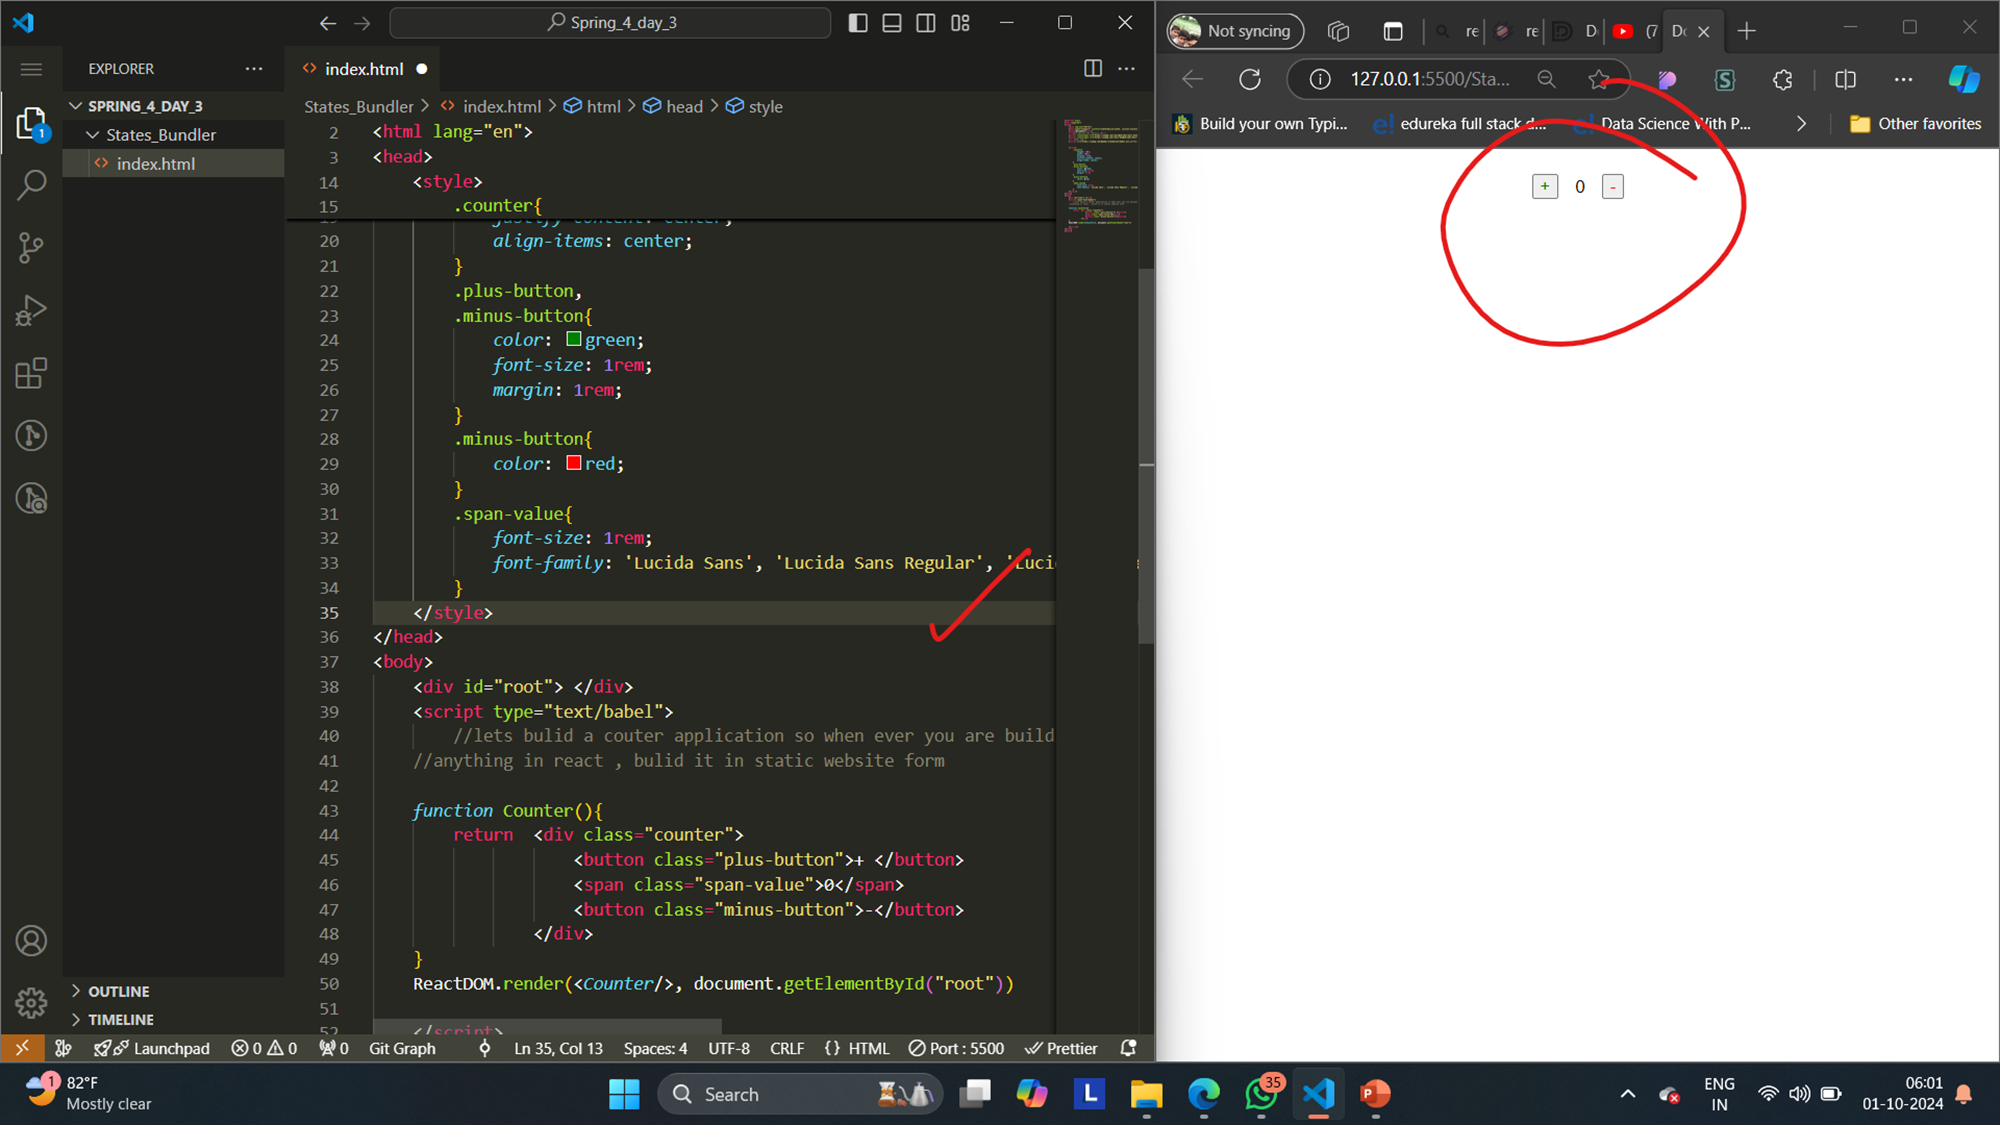 Spring_4_day_3
EXPLORER
SPRING_4_DAY_3
States_Bundler
index.html
OUTLINE
TIMELINE
1
index.html
States_Bundler > index.html > html > head > style
2 <html lang="en">
3 <head>
14 <style>
15 .counter{
20 align-items: center;
21 }
22 .plus-button,
23 .minus-button{
24 color: green;
25 font-size: 1rem;
26 margin: 1rem;
27 }
28 .minus-button{
29 color: red;
30 }
31 .span-value{
32 font-size: 1rem;
33 font-family: 'Lucida Sans', 'Lucida Sans Regular',
34 }
35 </style>
36 </head>
37 <body>
38 <div id="root"> </div>
39 <script type="text/babel">
40 //lets bulid a couter application so when ever you are build
41 //anything in react , bulid it in static website form
42
43 function Counter(){
44 return <div class="counter">
45 <button class="plus-button">+ </button>
46 <span class="span-value">0</span>
47 <button class="minus-button">-</button>
48 </div>
49 }
50 ReactDOM.render(<Counter/>, document.getElementById("root"))
51
52 </script>
Launchpad 0 0 0 Git Graph Ln 35, Col 13 Spaces: 4 UTF-8 CRLF {} HTML Port : 5500 Prettier
Not syncing re re D (7 Do
127.0.0.1:5500/Sta...
Build your own Typi... edureka full stack d... Data Science With P... Other favorites
+ 0 -
1 82°F
Mostly clear
Search
L
35
ENG
IN
06:01
01-10-2024